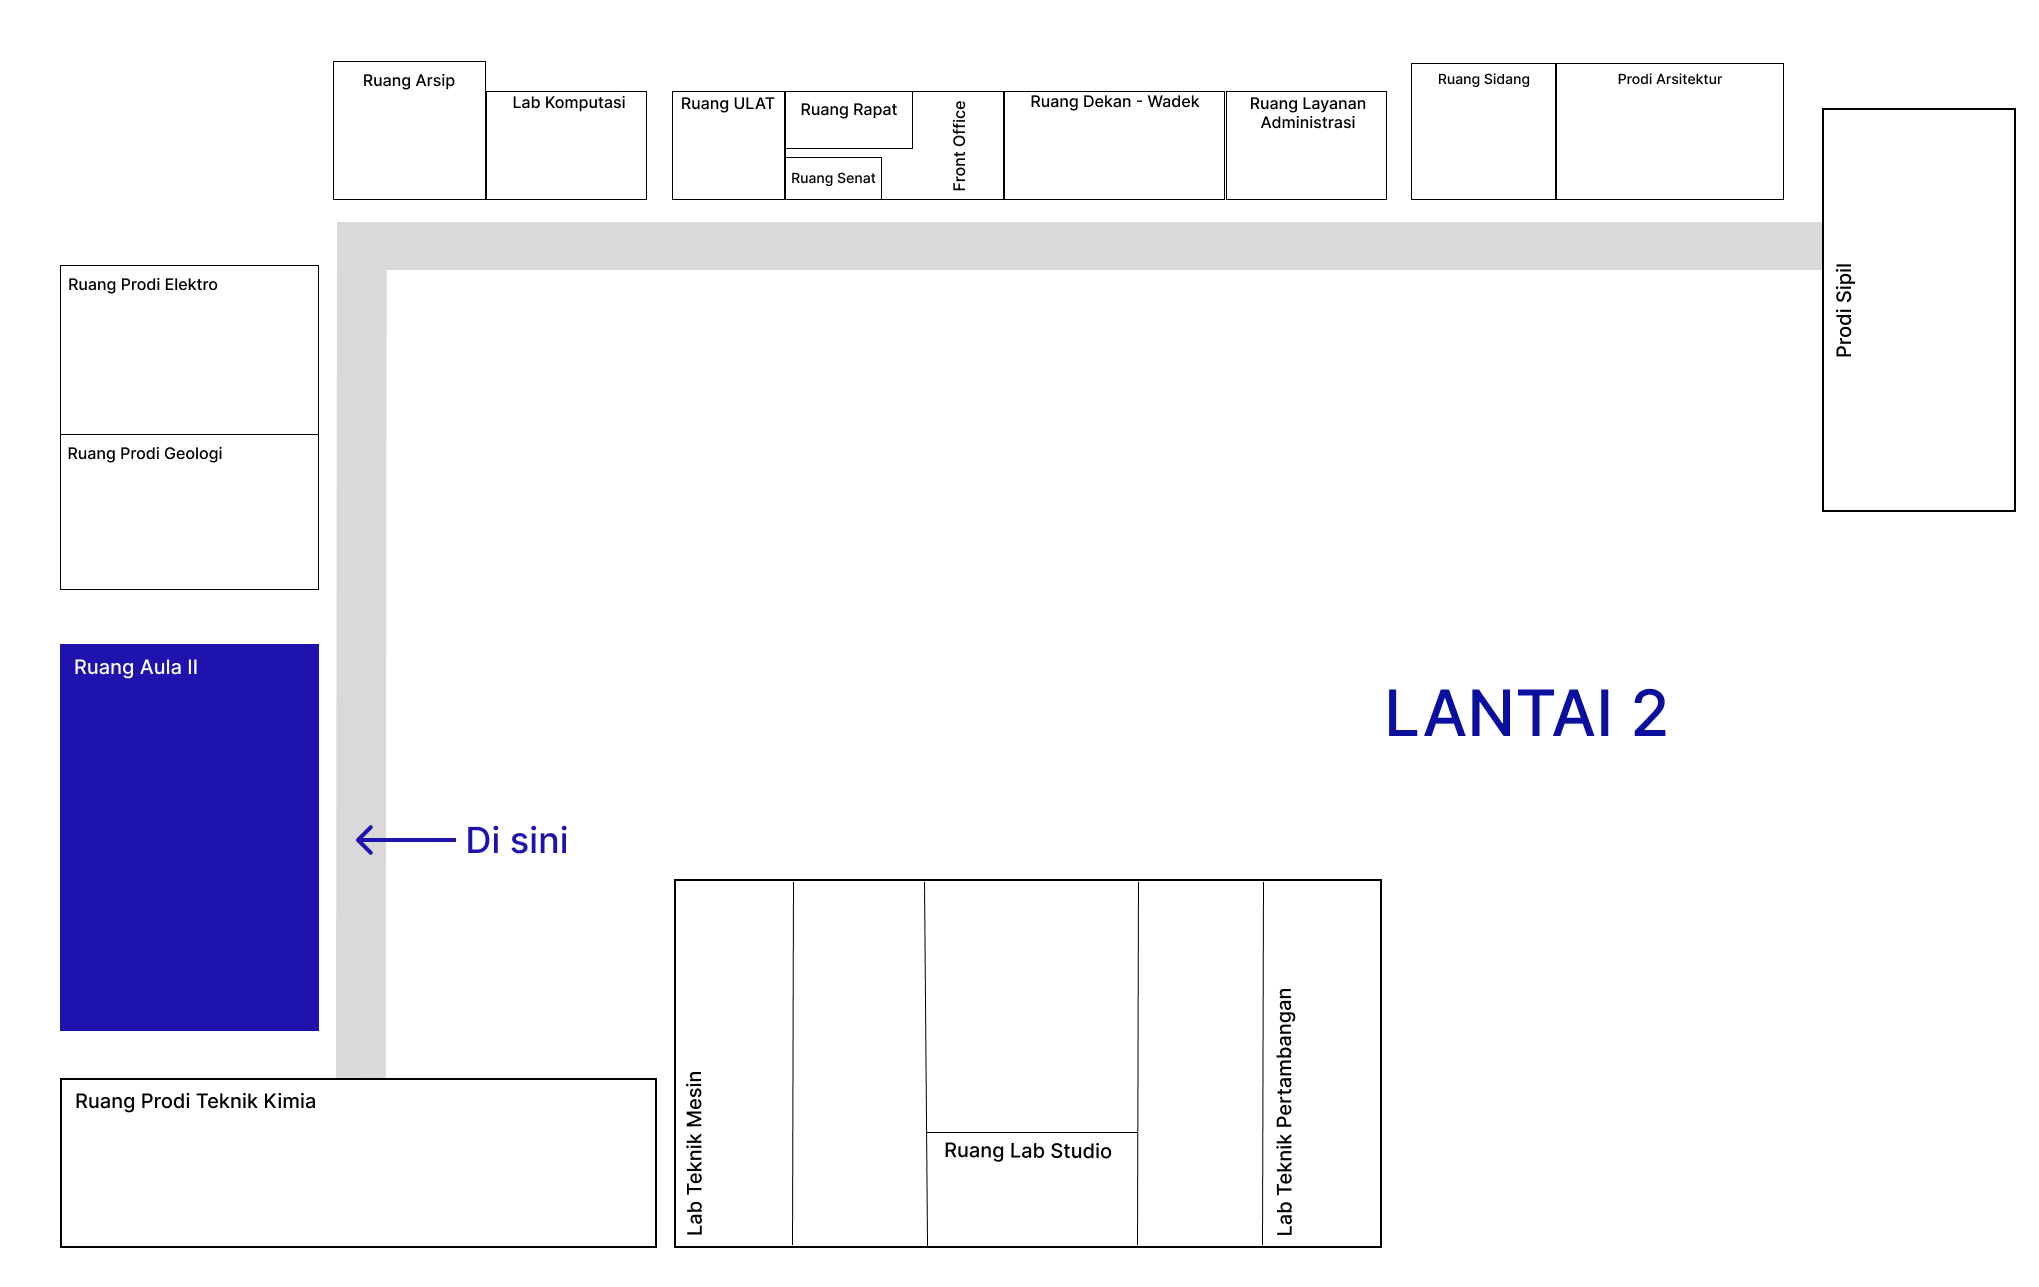 Ruang Arsip
Lab Komputasi
Ruang ULAT
Ruang Rapat
Ruang Senat
Front Office
Ruang Dekan - Wadek
Ruang Layanan
Administrasi
Ruang Sidang
Prodi Arsitektur
Prodi Sipil
Ruang Prodi Elektro
Ruang Prodi Geologi
Ruang Aula II
LANTAI 2
Di sini
Ruang Prodi Teknik Kimia
Lab Teknik Mesin
Ruang Lab Studio
Lab Teknik Pertambangan